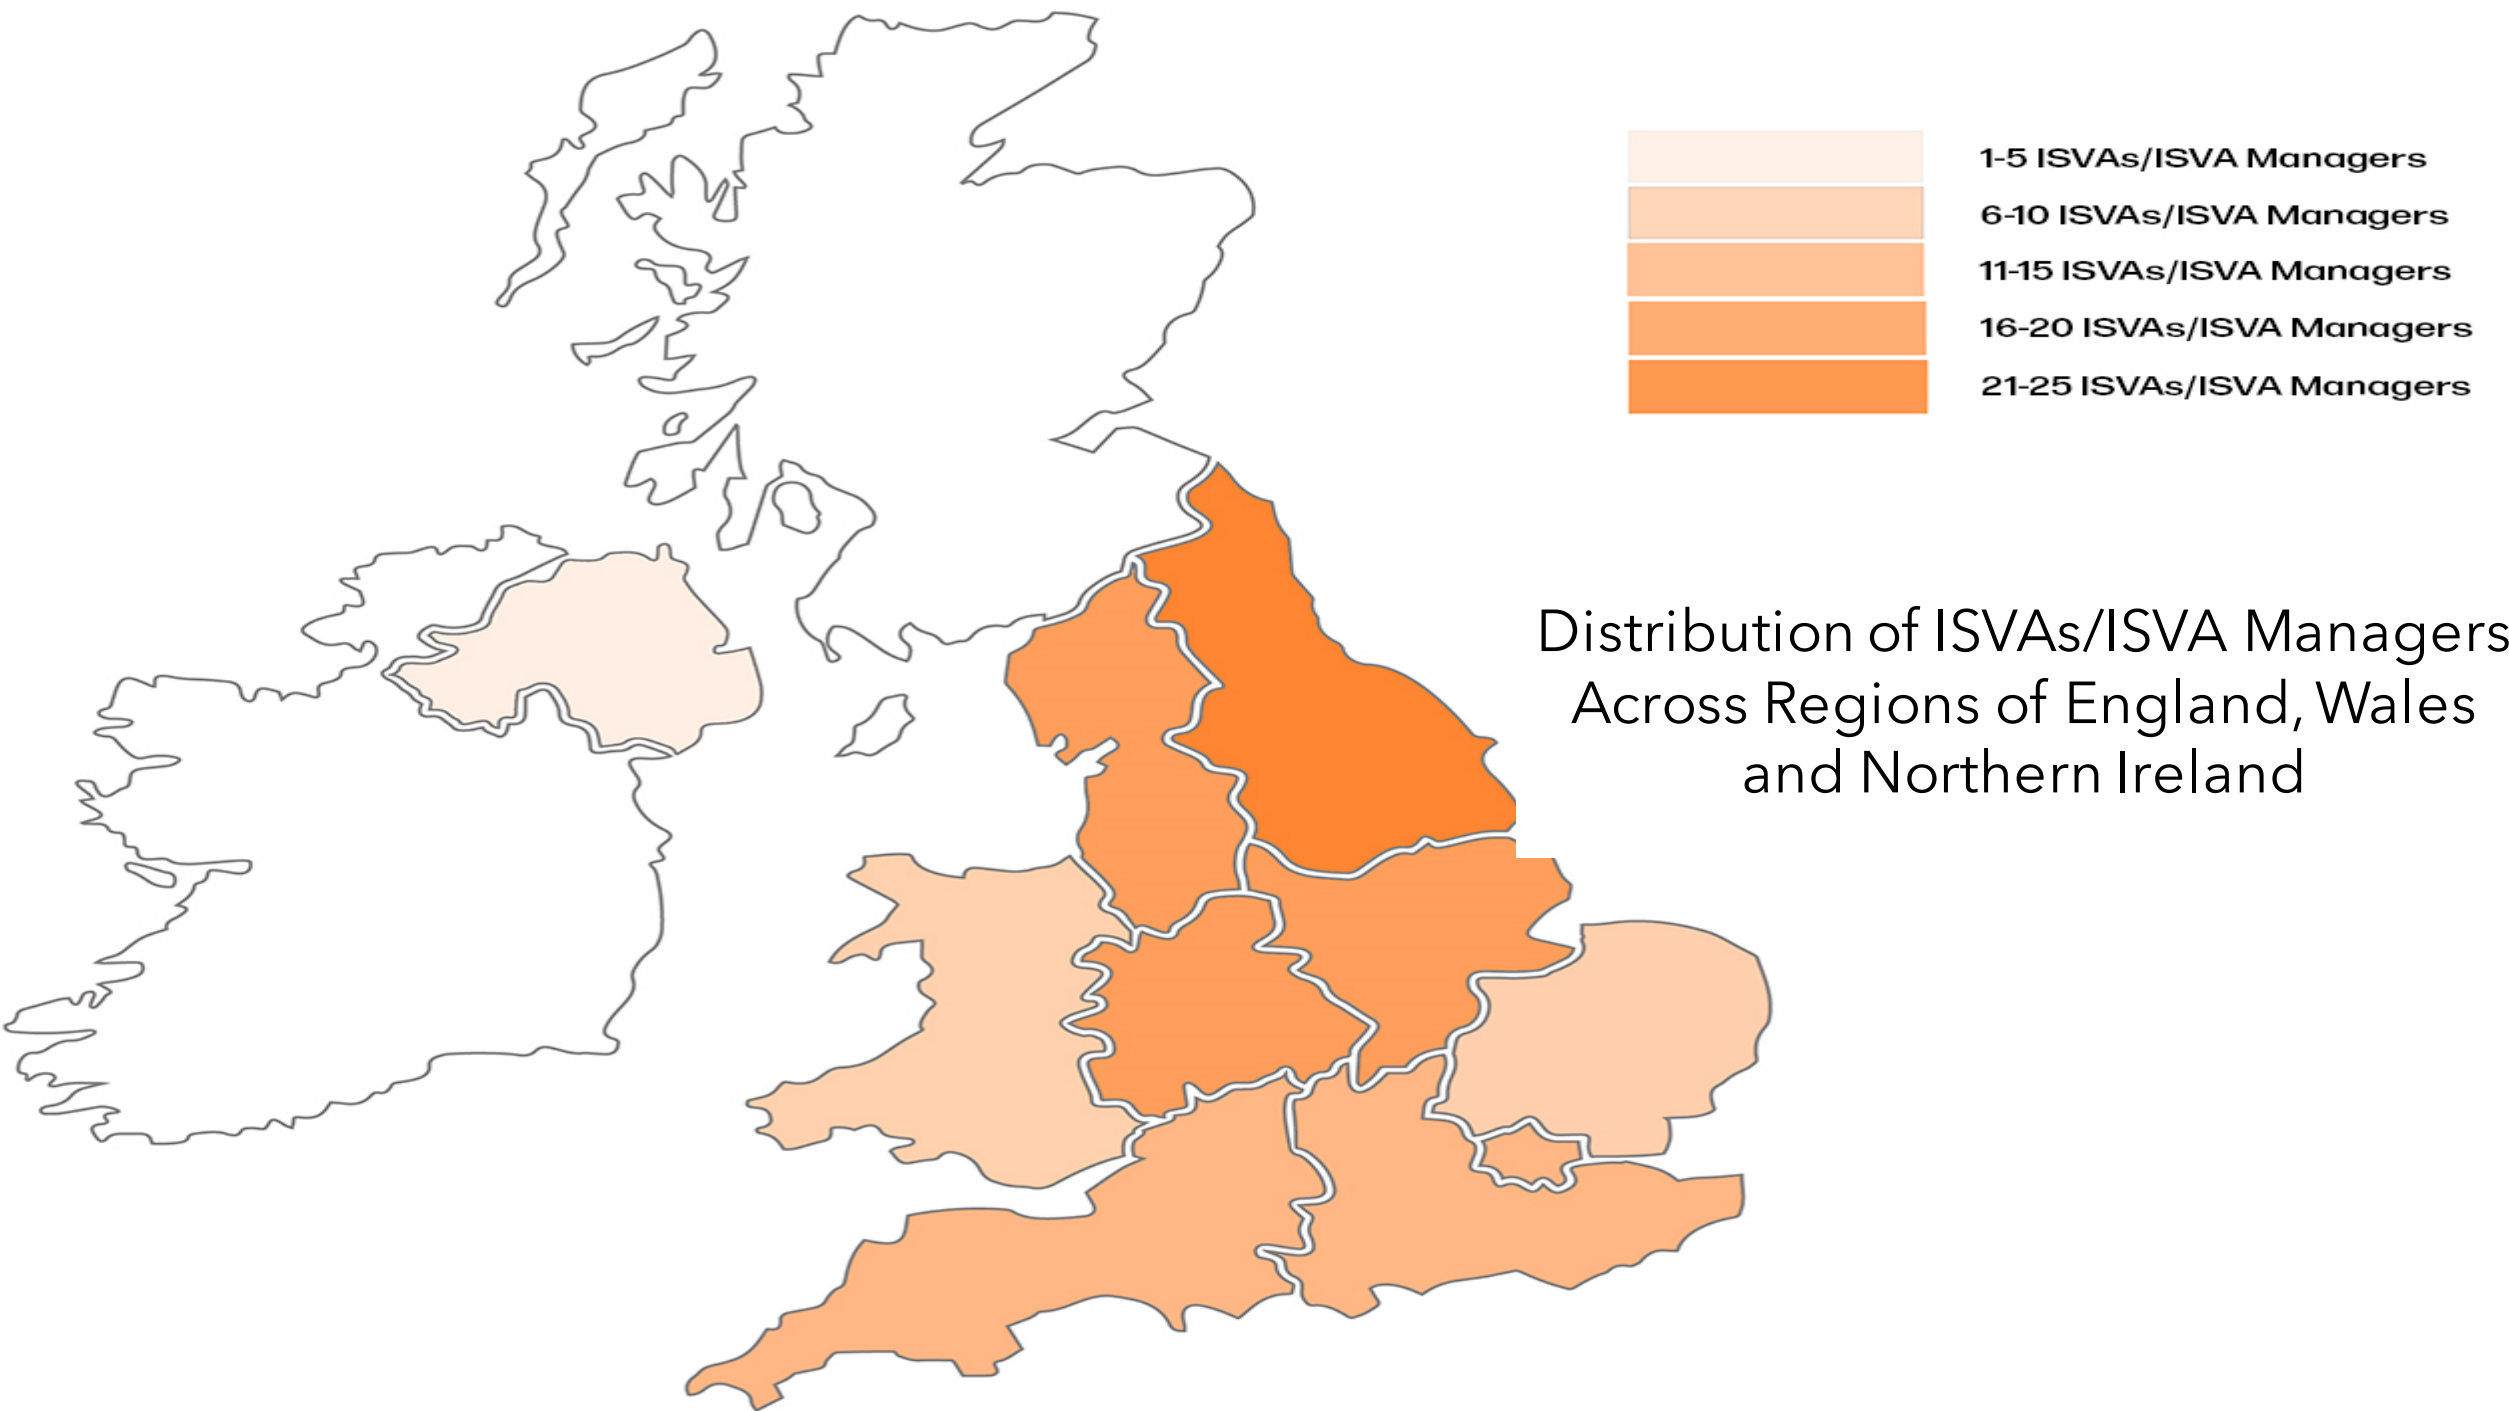 1-5 ISVAs/ISVA Managers
6-10 ISVAs/ISVA Managers
11-15 ISVAs/ISVA Managers
16-20 ISVAs/ISVA Managers
21-25 ISVAs/ISVA Managers
Distribution of ISVAs/ISVA Managers
Across Regions of England, Wales
and Northern Ireland